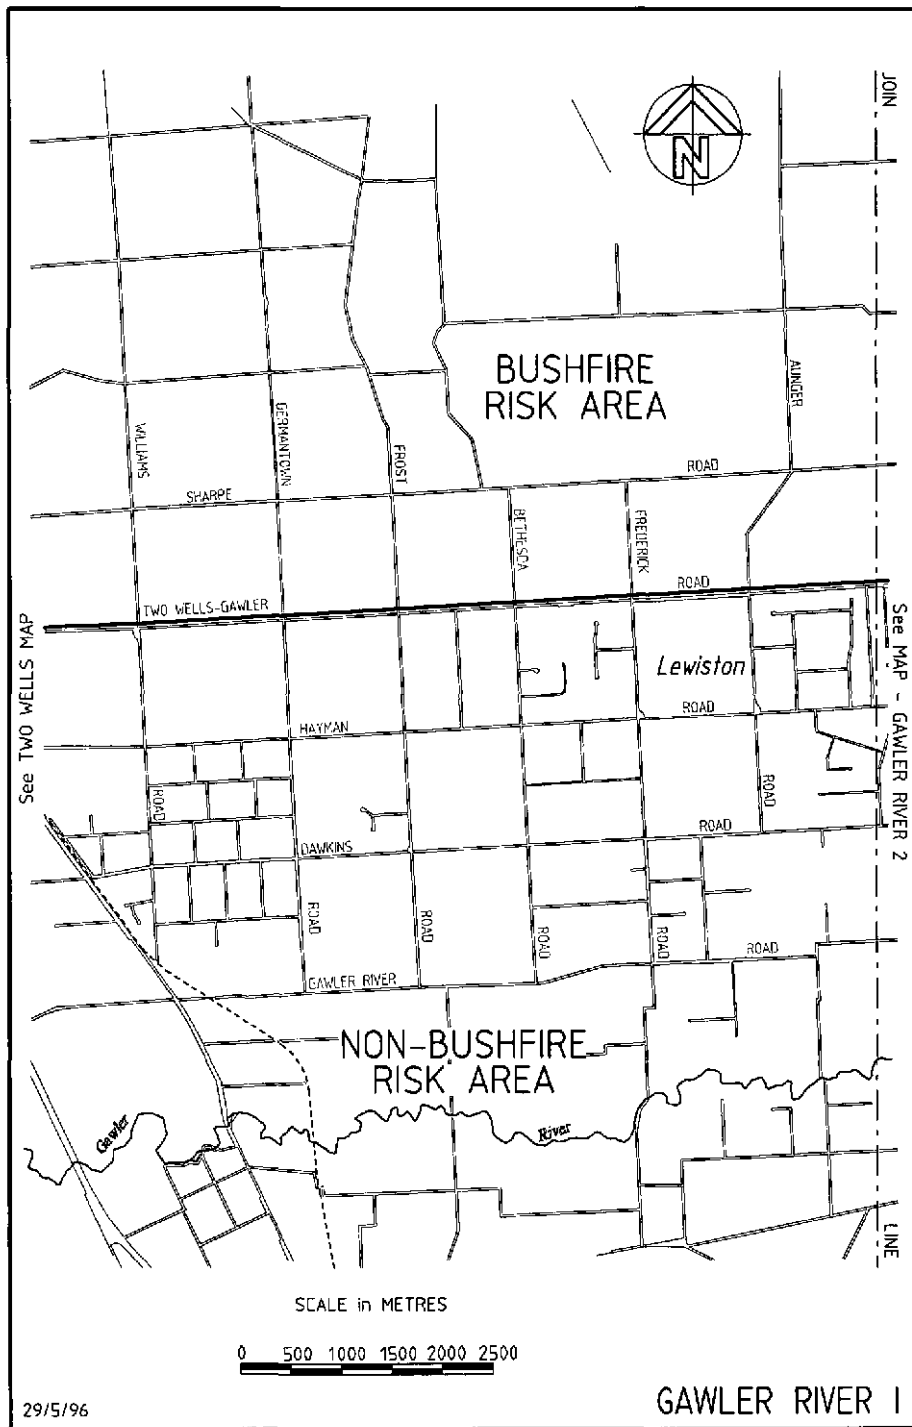 JOIN
N
BUSHFIRE
RISK AREA
AUNGER
WILLIAMS
GERMANTOWN
FROST
ROAD
SHARPE
BETHESDA
FREDERICK
ROAD
TWO WELLS-GAWLER
See TWO WELLS MAP
See MAP - GAWLER RIVER 2
Lewiston
ROAD
HAYMAN
ROAD
ROAD
ROAD
DAWKINS
ROAD
ROAD
ROAD
ROAD
ROAD
GAWLER RIVER
NON-BUSHFIRE
RISK AREA
Gawler
River
LINE
SCALE in METRES
0 500 1000 1500 2000 2500
29/5/96
GAWLER RIVER 1